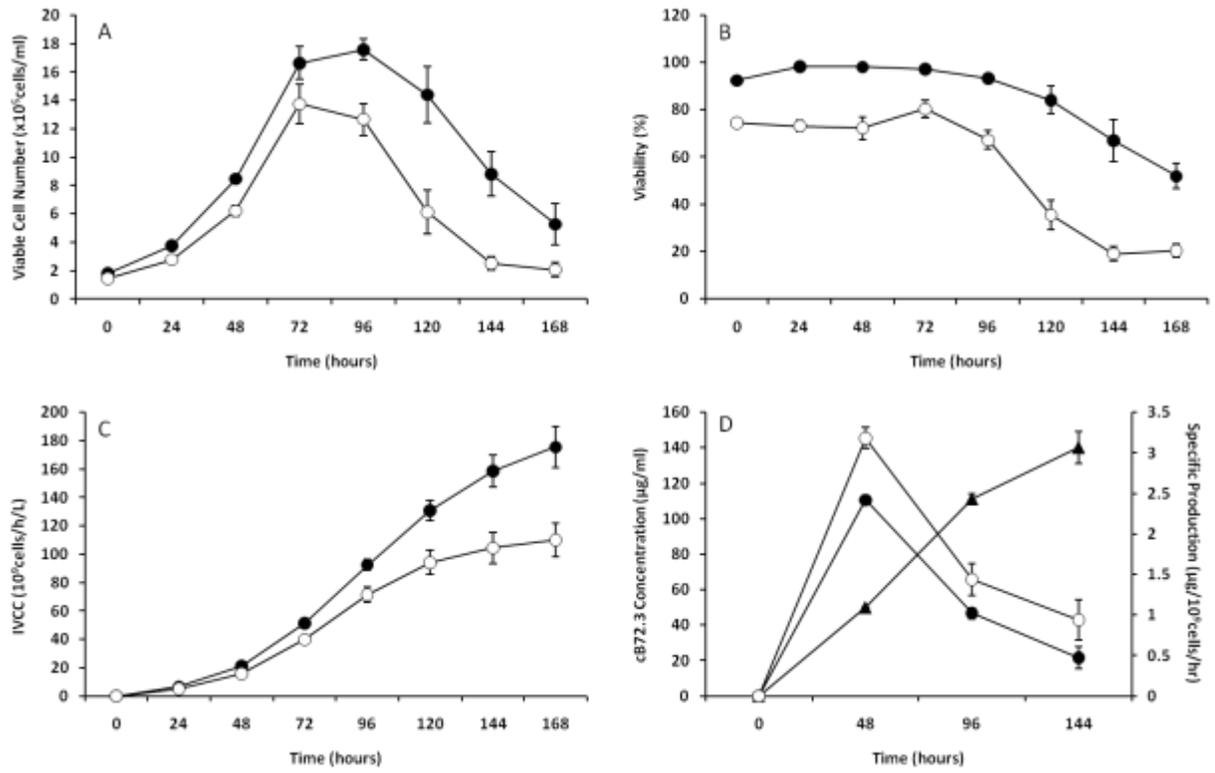 A
Viable Cell Number (x10⁵cells/ml)
20
18
16
14
12
10
8
6
4
2
0
0 24 48 72 96 120 144 168
Time (hours)
B
Viability (%)
120
100
80
60
40
20
0
0 24 48 72 96 120 144 168
Time (hours)
C
IVCC (10⁹cells/h/L)
200
180
160
140
120
100
80
60
40
20
0
0 24 48 72 96 120 144 168
Time (hours)
D
cB72.3 Concentration (µg/ml)
160
140
120
100
80
60
40
20
0
3.5
3
2.5
2
1.5
1
0.5
0
Specific Production (µg/10⁶cells/hr)
0 48 96 144
Time (hours)